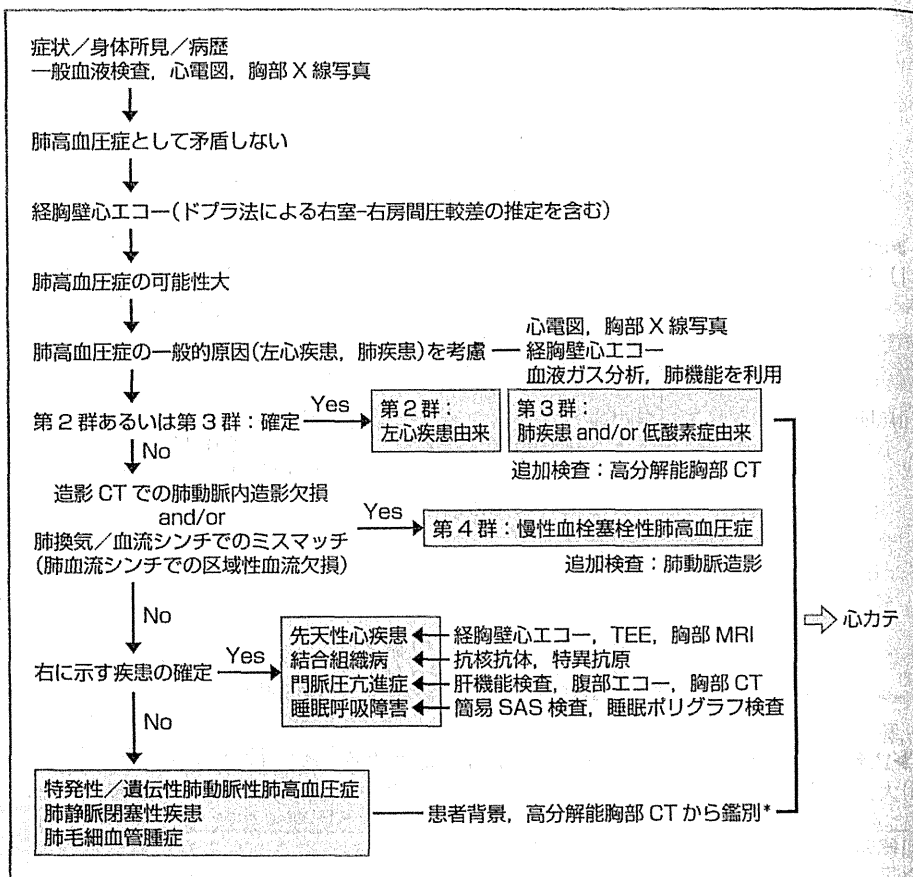 症状／身体所見／病歴
一般血液検査，心電図，胸部X線写真
肺高血圧症として矛盾しない
経胸壁心エコー(ドプラ法による右室-右房間圧較差の推定を含む)
肺高血圧症の可能性大
肺高血圧症の一般的原因(左心疾患，肺疾患)を考慮
心電図，胸部X線写真
経胸壁心エコー
血液ガス分析，肺機能を利用
第2群あるいは第3群：確定
Yes
第2群：
左心疾患由来
第3群：
肺疾患 and/or 低酸素症由来
追加検査：高分解能胸部CT
No
造影CTでの肺動脈内造影欠損
and/or
肺換気／血流シンチでのミスマッチ
(肺血流シンチでの区域性血流欠損)
Yes
第4群：慢性血栓塞栓性肺高血圧症
追加検査：肺動脈造影
No
右に示す疾患の確定
Yes
先天性心疾患
経胸壁心エコー，TEE，胸部MRI
結合組織病
抗核抗体，特異抗原
門脈圧亢進症
肝機能検査，腹部エコー，胸部CT
睡眠呼吸障害
簡易SAS検査，睡眠ポリグラフ検査
心カテ
No
特発性／遺伝性肺動脈性肺高血圧症
肺静脈閉塞性疾患
肺毛細血管腫症
患者背景，高分解能胸部CTから鑑別*